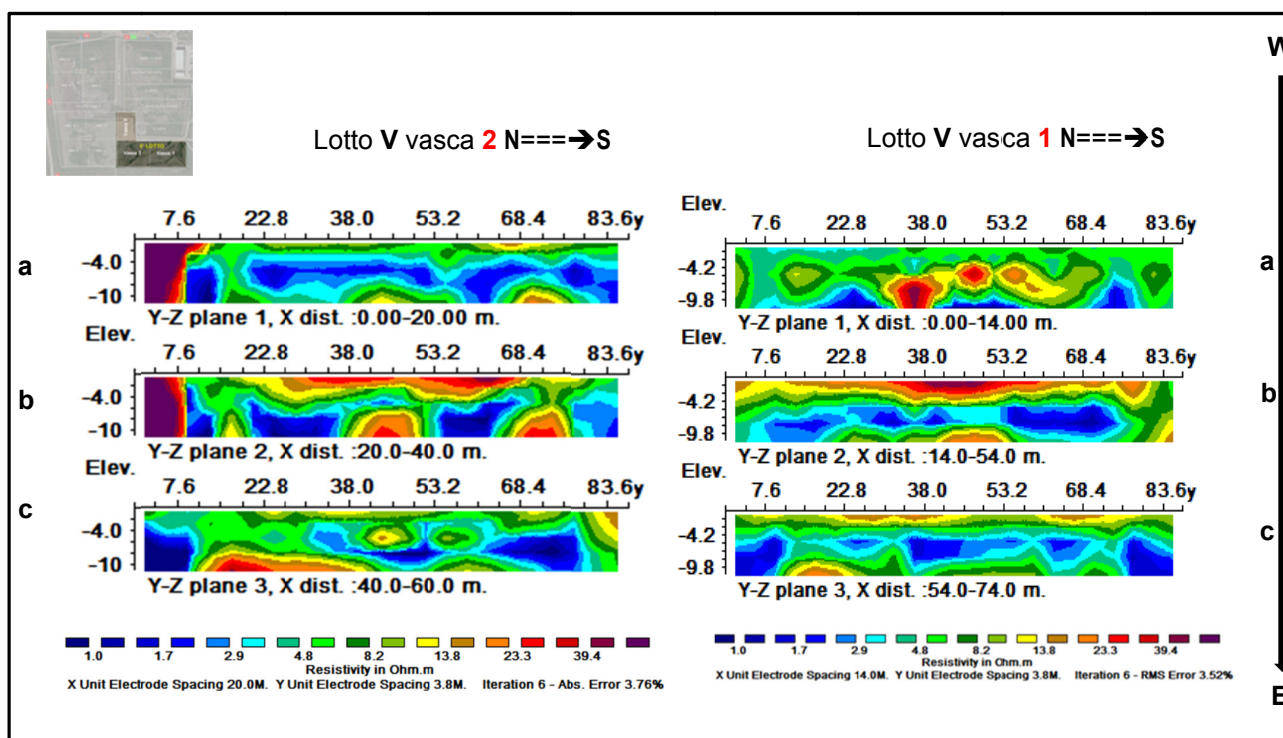 W
V° LOTTO
Lotto V vasca 2 N===➔S
Lotto V vasca 1 N===➔S
a
7.6 22.8 38.0 53.2 68.4 83.6y
-4.0
-10
Y-Z plane 1, X dist. :0.00-20.00 m.
b
Elev.
7.6 22.8 38.0 53.2 68.4 83.6y
-4.0
-10
Y-Z plane 2, X dist. :20.0-40.0 m.
c
Elev.
7.6 22.8 38.0 53.2 68.4 83.6y
-4.0
-10
Y-Z plane 3, X dist. :40.0-60.0 m.
1.0 1.7 2.9 4.8 8.2 13.8 23.3 39.4
Resistivity in Ohm.m
X Unit Electrode Spacing 20.0M. Y Unit Electrode Spacing 3.8M. Iteration 6 - Abs. Error 3.76%
Elev.
7.6 22.8 38.0 53.2 68.4 83.6y
-4.2
-9.8
a
Y-Z plane 1, X dist. :0.00-14.00 m.
Elev.
7.6 22.8 38.0 53.2 68.4 83.6y
-4.2
-9.8
b
Y-Z plane 2, X dist. :14.0-54.0 m.
Elev.
7.6 22.8 38.0 53.2 68.4 83.6y
-4.2
-9.8
c
Y-Z plane 3, X dist. :54.0-74.0 m.
1.0 1.7 2.9 4.8 8.2 13.8 23.3 39.4
Resistivity in Ohm.m
X Unit Electrode Spacing 14.0M. Y Unit Electrode Spacing 3.8M. Iteration 6 - RMS Error 3.52%
E